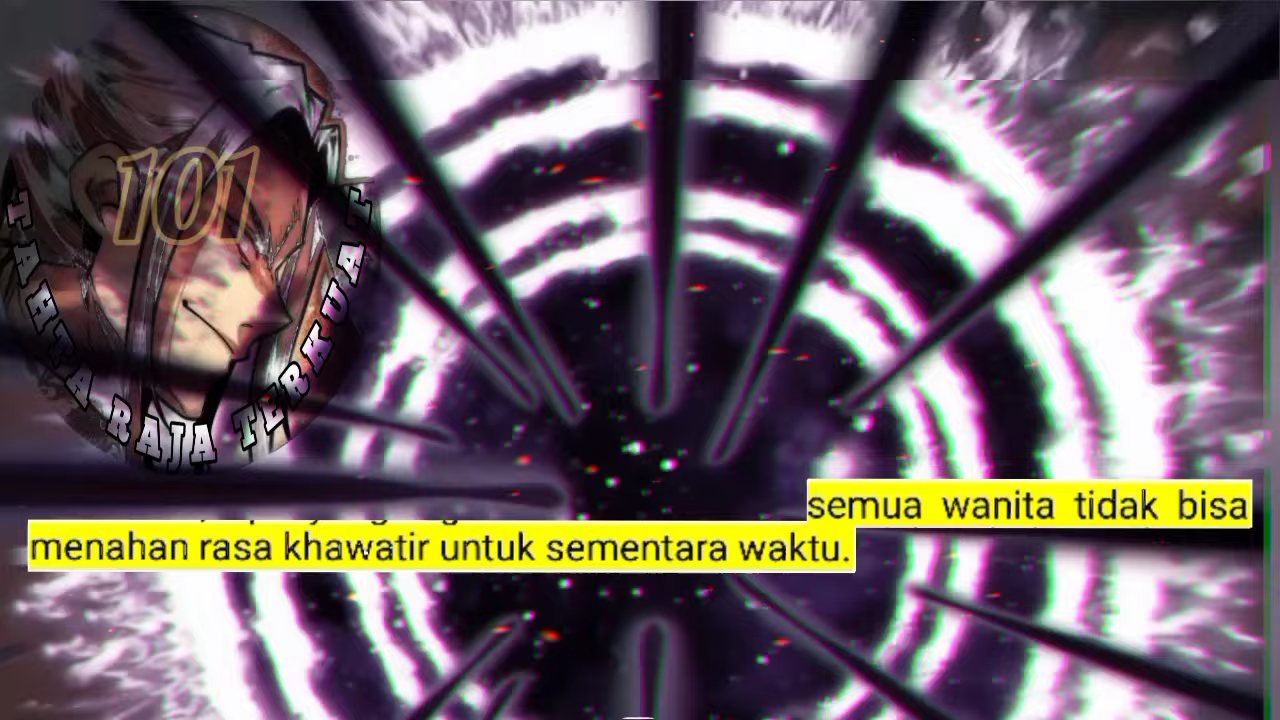 101
TAHTA RAJA TERKUAT
semua wanita tidak bisa
menahan rasa khawatir untuk sementara waktu.